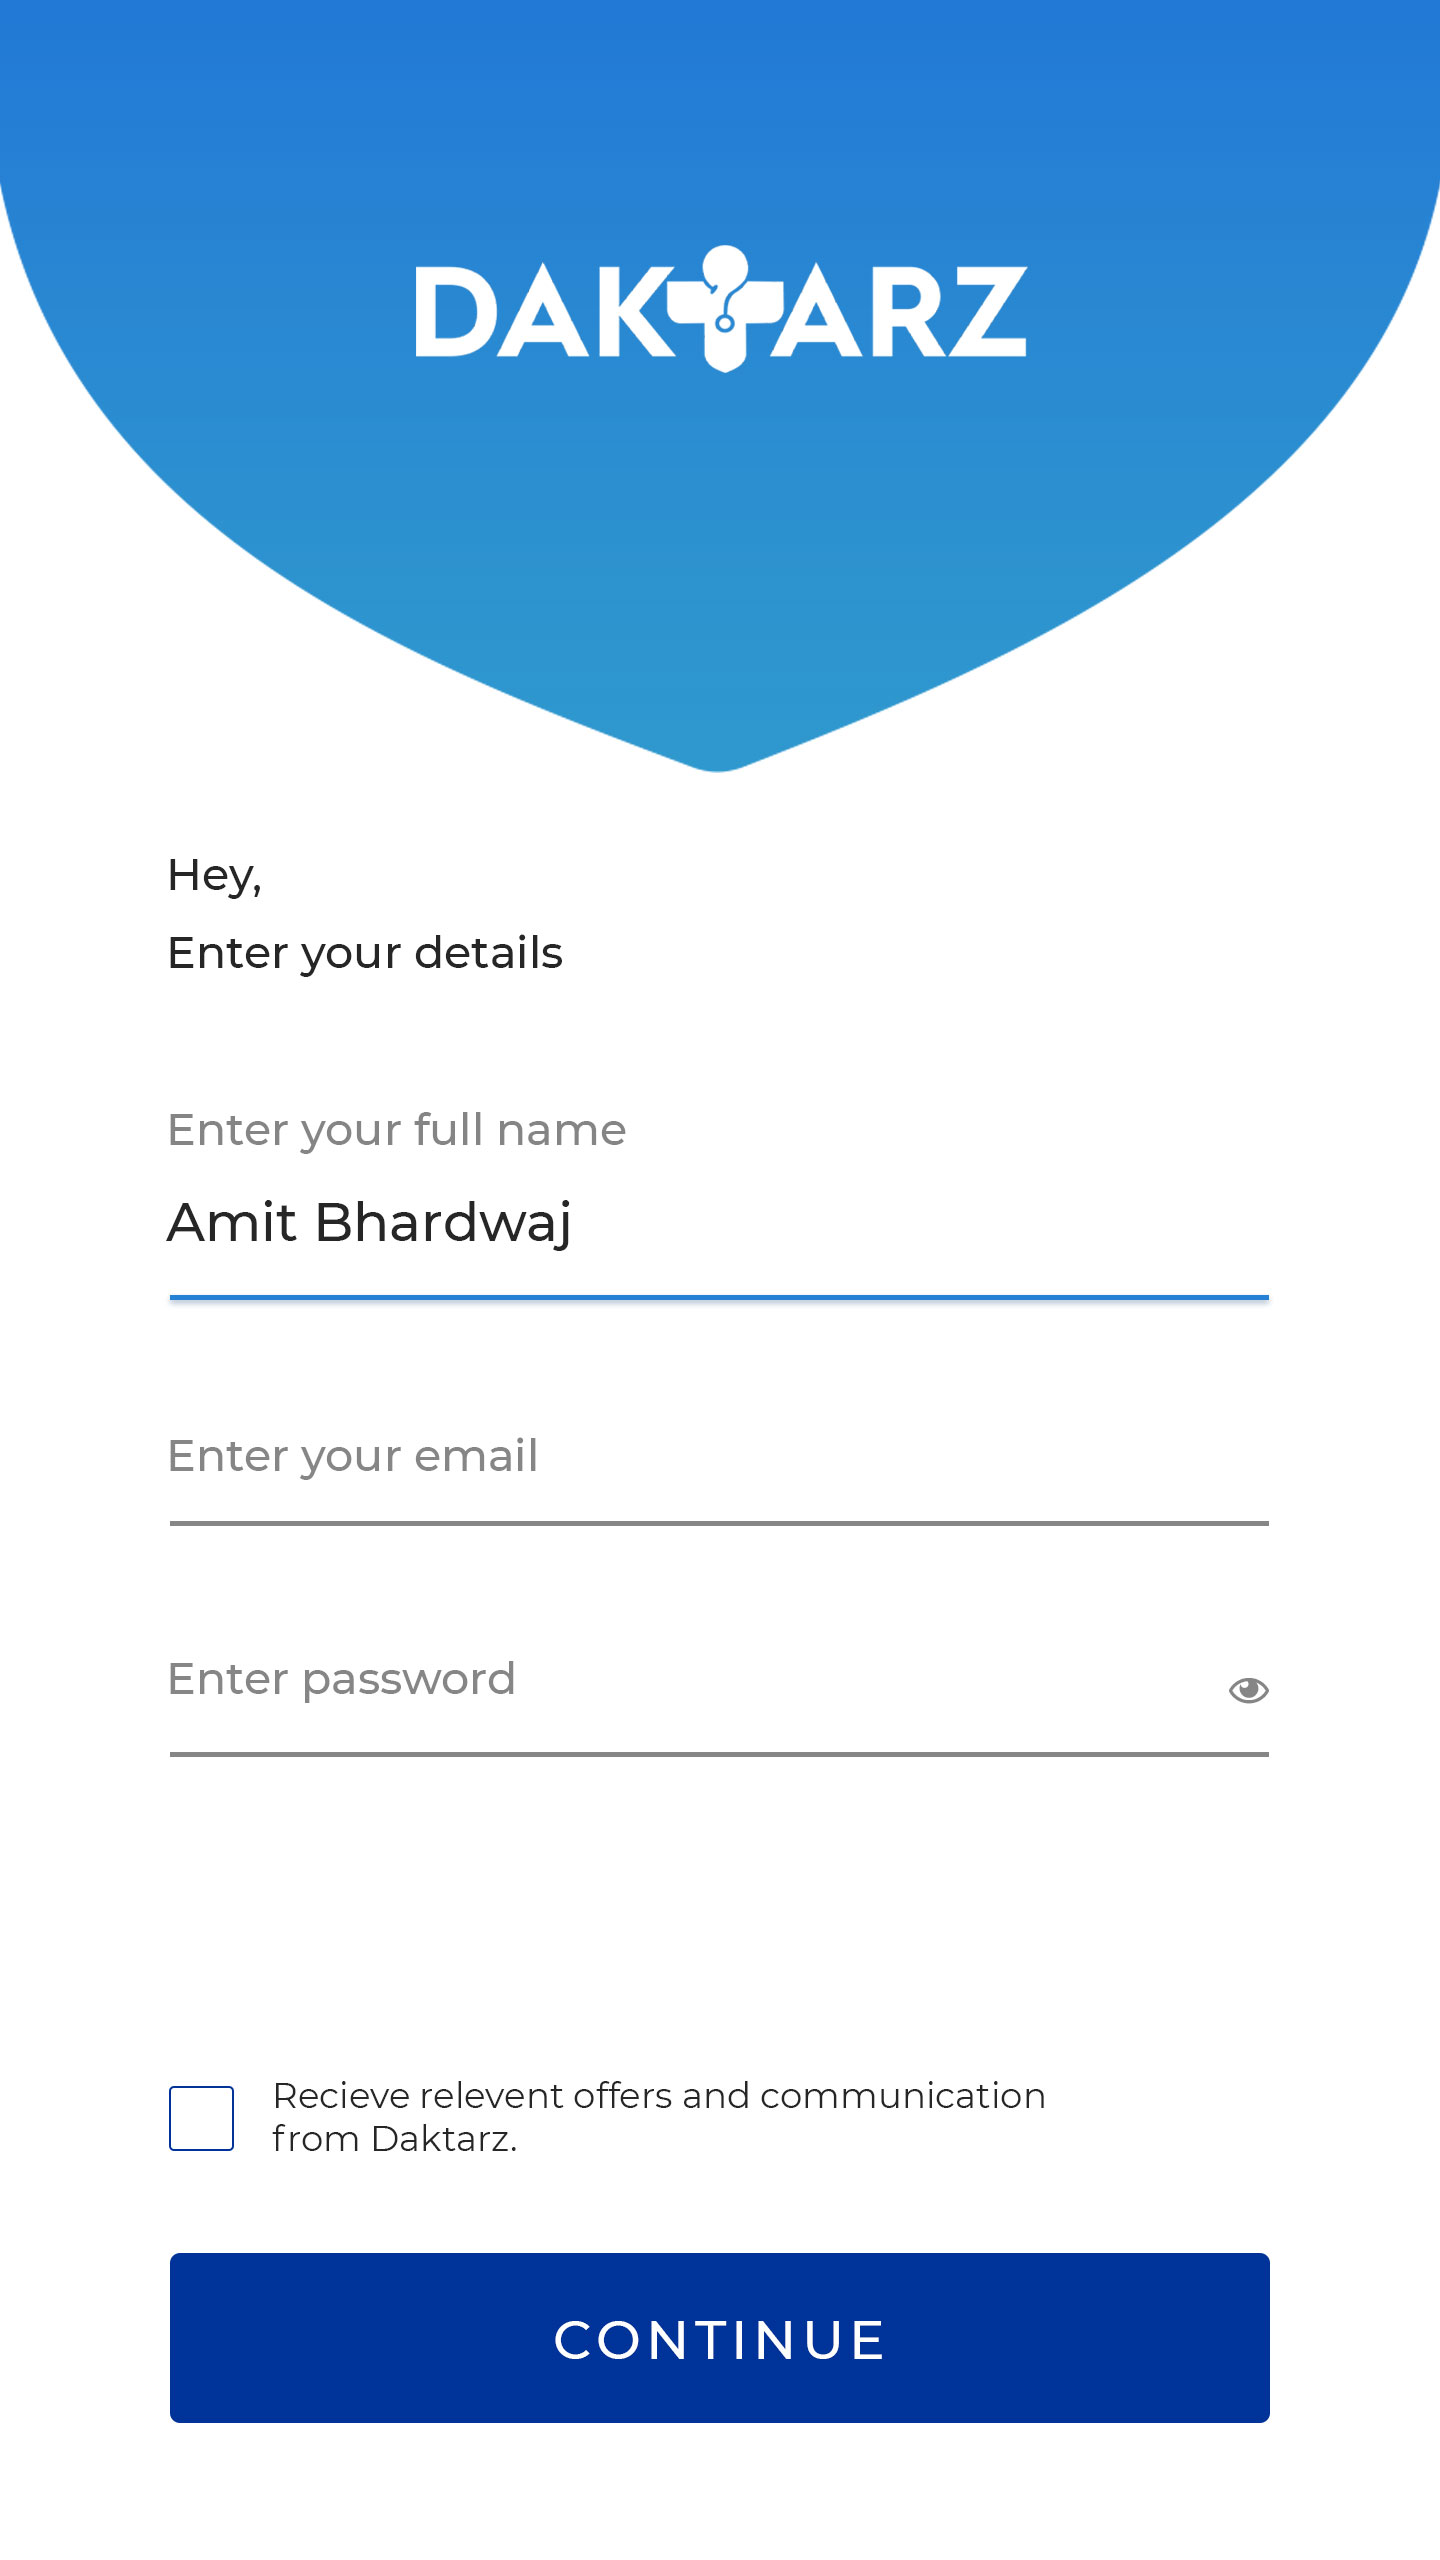 DAKTARZ
Hey,
Enter your details
Enter your full name
Amit Bhardwaj
Enter your email
Enter password
Recieve relevent offers and communication
from Daktarz.
CONTINUE